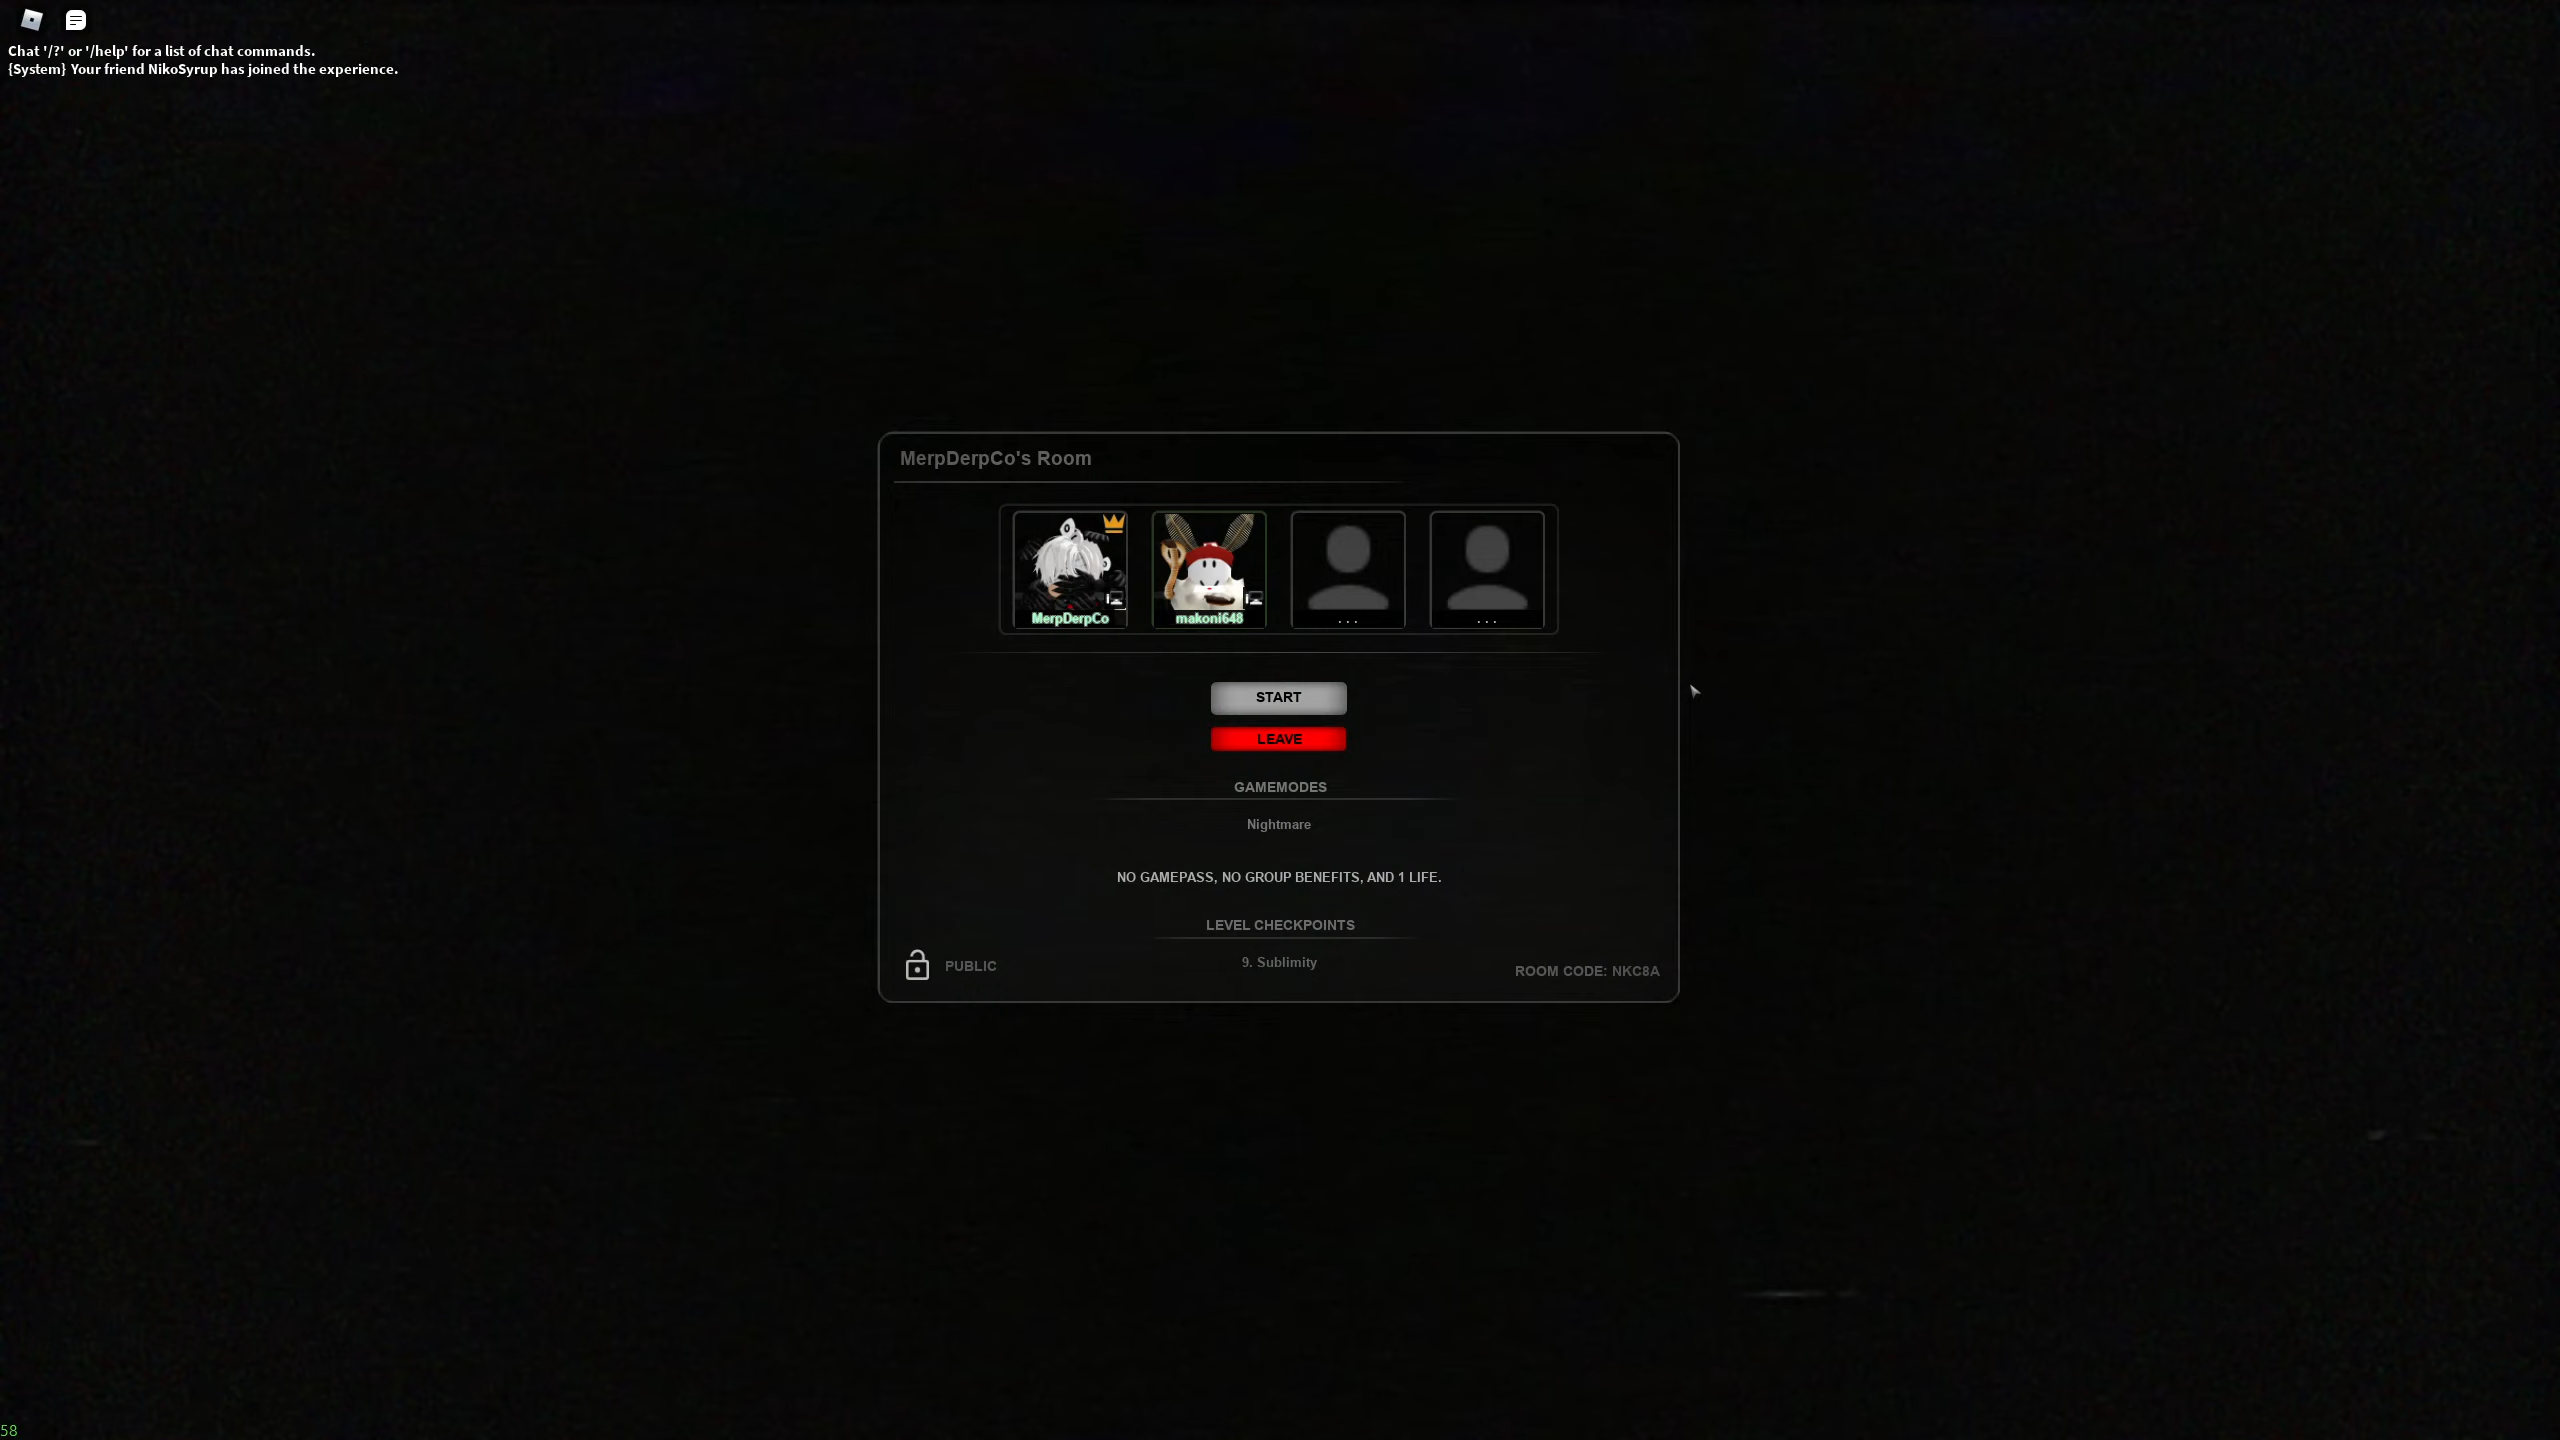 Chat '/?' or '/help' for a list of chat commands.
{System} Your friend NikoSyrup has joined the experience.
MerpDerpCo's Room
MerpDerpCo
makoni648
...
...
START
LEAVE
GAMEMODES
Nightmare
NO GAMEPASS, NO GROUP BENEFITS, AND 1 LIFE.
LEVEL CHECKPOINTS
9. Sublimity
PUBLIC
ROOM CODE: NKC8A
58